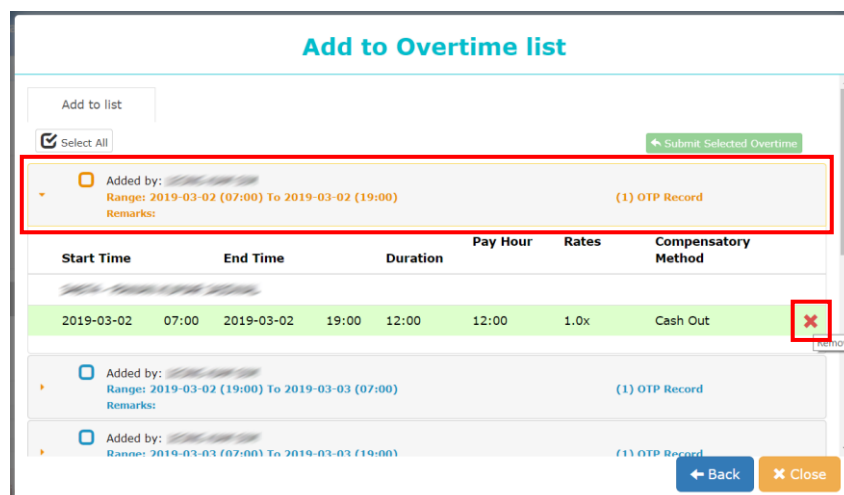 Add to Overtime list
Add to list
Select All
Submit Selected Overtime
Added by:
Range: 2019-03-02 (07:00) To 2019-03-02 (19:00) (1) OTP Record
Remarks:
Start Time End Time Duration Pay Hour Rates Compensatory Method
2019-03-02 07:00 2019-03-02 19:00 12:00 12:00 1.0x Cash Out
Remov
Added by:
Range: 2019-03-02 (19:00) To 2019-03-03 (07:00) (1) OTP Record
Remarks:
Added by:
Range: 2019-03-03 (07:00) To 2019-03-03 (19:00) (1) OTP Record
Back
Close